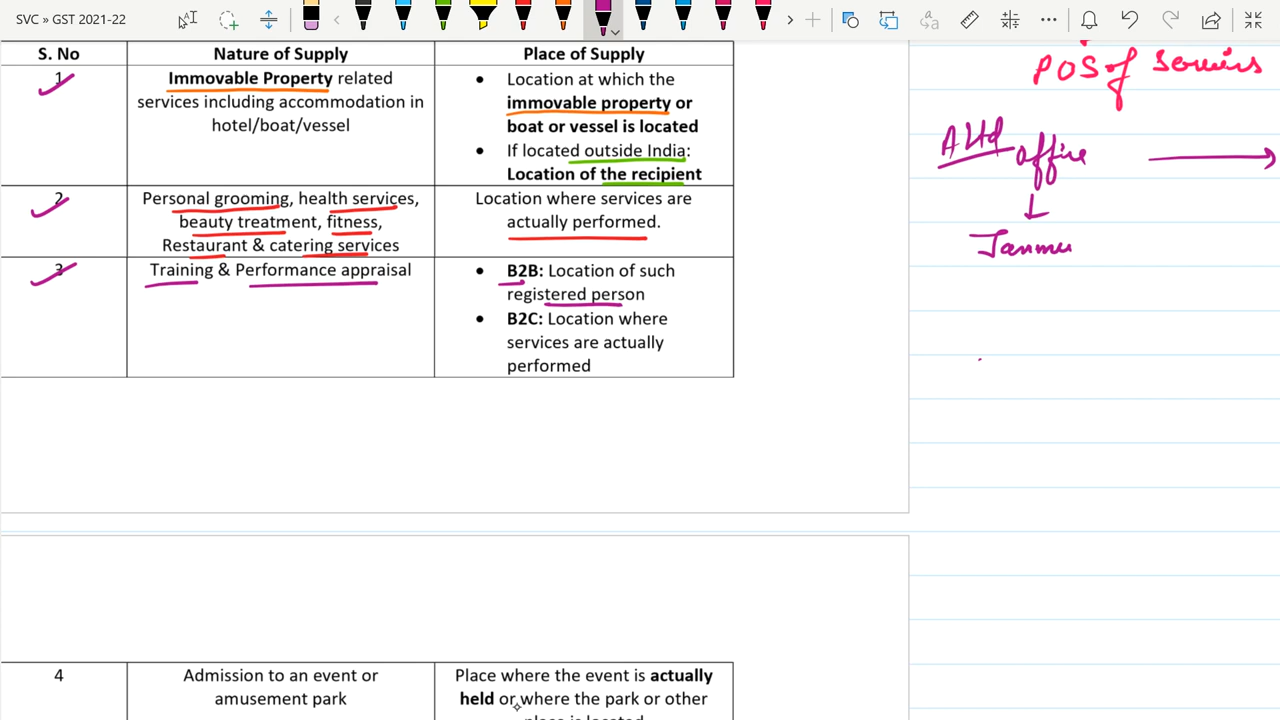 SVC » GST 2021-22
S. No
Nature of Supply
Place of Supply
1
Immovable Property related
services including accommodation in
hotel/boat/vessel
• Location at which the
immovable property or
boat or vessel is located
• If located outside India:
Location of the recipient
2
Personal grooming, health services,
beauty treatment, fitness,
Restaurant & catering services
Location where services are
actually performed.
3
Training & Performance appraisal
• B2B: Location of such
registered person
• B2C: Location where
services are actually
performed
4
Admission to an event or
amusement park
Place where the event is actually
held or where the park or other
place is located
POS of Services
A Ltd office
Jammu